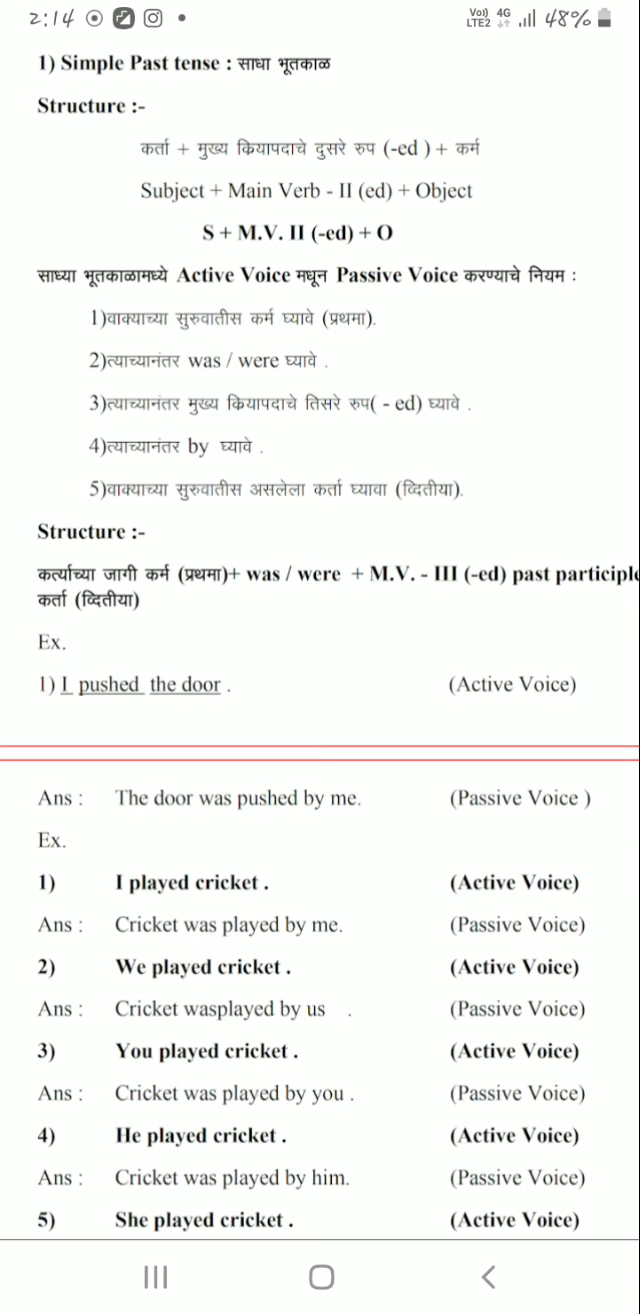 2:14
Vo)) 4G
LTE2 ↓↑ 48%
1) Simple Past tense : साधा भूतकाळ
Structure :-
कर्ता + मुख्य कियापदाचे दुसरे रुप (-ed ) + कर्म
Subject + Main Verb - II (ed) + Object
S + M.V. II (-ed) + O
साध्या भूतकाळामध्ये Active Voice मधून Passive Voice करण्याचे नियम :
1)वाक्याच्या सुरुवातीस कर्म घ्यावे (प्रथमा).
2)त्याच्यानंतर was / were घ्यावे .
3)त्याच्यानंतर मुख्य कियापदाचे तिसरे रुप( - ed) घ्यावे .
4)त्याच्यानंतर by घ्यावे .
5)वाक्याच्या सुरुवातीस असलेला कर्ता घ्यावा (व्दितीया).
Structure :-
कर्त्याच्या जागी कर्म (प्रथमा)+ was / were + M.V. - III (-ed) past participle
कर्ता (व्दितीया)
Ex.
1) I pushed the door . (Active Voice)
Ans : The door was pushed by me. (Passive Voice )
Ex.
1) I played cricket . (Active Voice)
Ans : Cricket was played by me. (Passive Voice)
2) We played cricket . (Active Voice)
Ans : Cricket wasplayed by us . (Passive Voice)
3) You played cricket . (Active Voice)
Ans : Cricket was played by you . (Passive Voice)
4) He played cricket . (Active Voice)
Ans : Cricket was played by him. (Passive Voice)
5) She played cricket . (Active Voice)